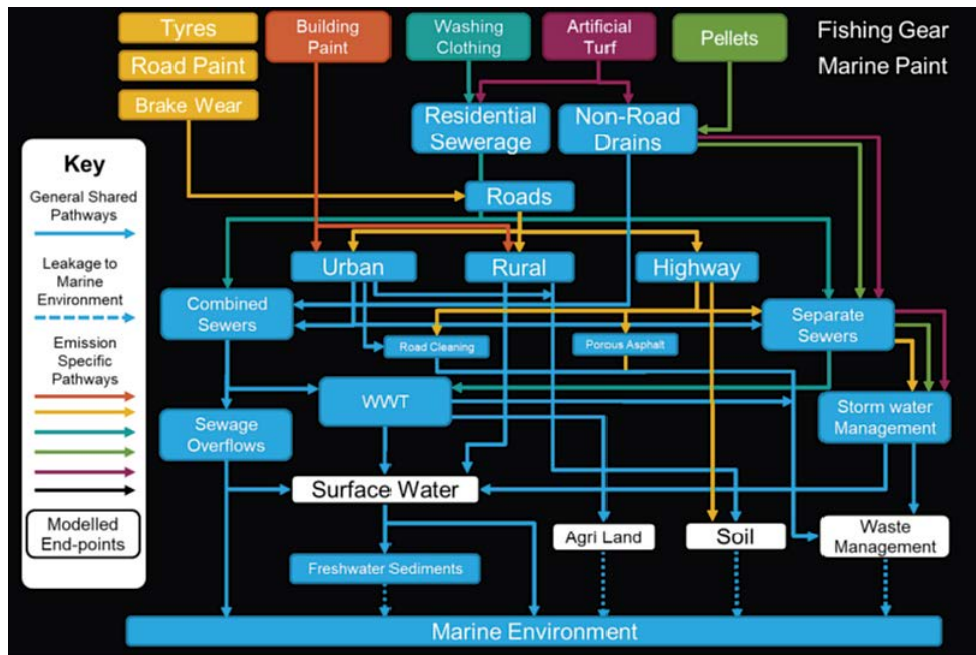 Tyres
Road Paint
Brake Wear
Building
Paint
Washing
Clothing
Artificial
Turf
Pellets
Fishing Gear
Marine Paint
Residential
Sewerage
Non-Road
Drains
Key
General Shared
Pathways
Leakage to
Marine
Environment
Emission
Specific
Pathways
Modelled
End-points
Roads
Urban
Rural
Highway
Combined
Sewers
Road Cleaning
Porous Asphalt
Separate
Sewers
Sewage
Overflows
WWT
Storm water
Management
Surface Water
Agri Land
Soil
Waste
Management
Freshwater Sediments
Marine Environment